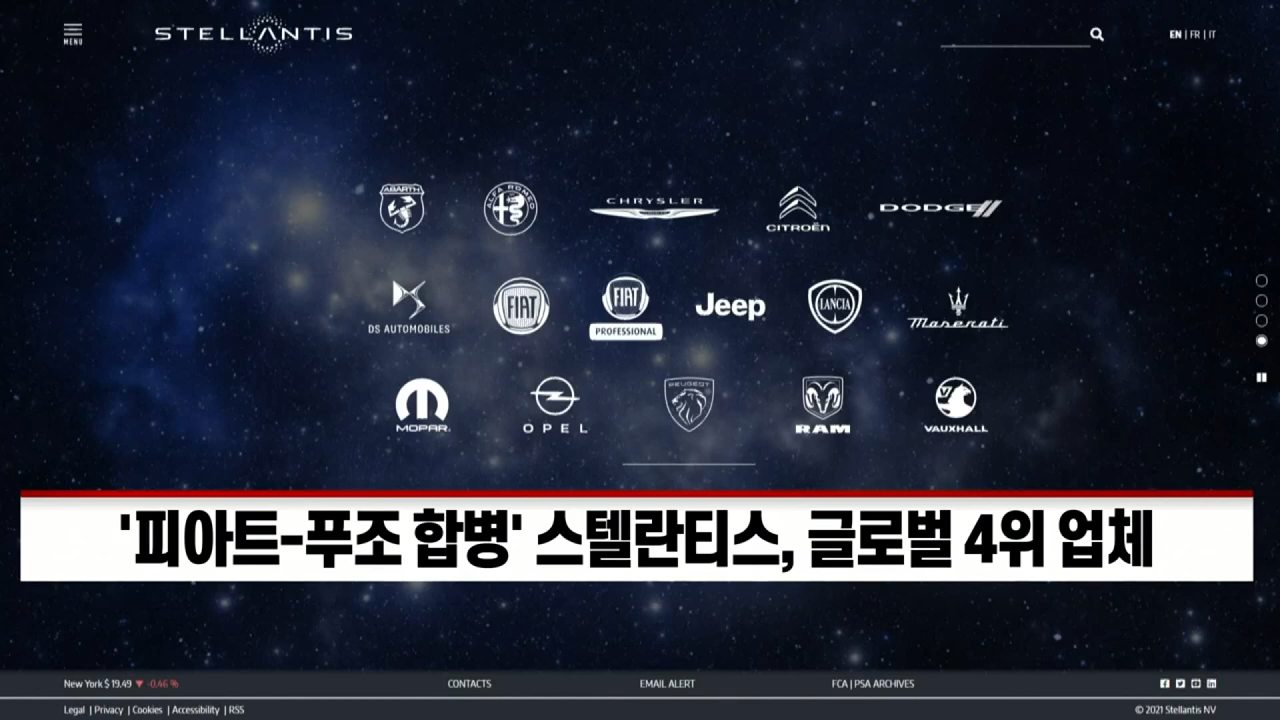 MENU
STELLANTIS
EN | FR | IT
ABARTH
ALFA ROMEO
CHRYSLER
CITROËN
DODGE
DS AUTOMOBILES
FIAT
FIAT
PROFESSIONAL
Jeep
LANCIA
Maserati
MOPAR
OPEL
PEUGEOT
RAM
VAUXHALL
'피아트-푸조 합병' 스텔란티스, 글로벌 4위 업체
New York $ 19.49 ▼ -0.46 %
CONTACTS
EMAIL ALERT
FCA | PSA ARCHIVES
Legal | Privacy | Cookies | Accessibility | RSS
© 2021 Stellantis NV